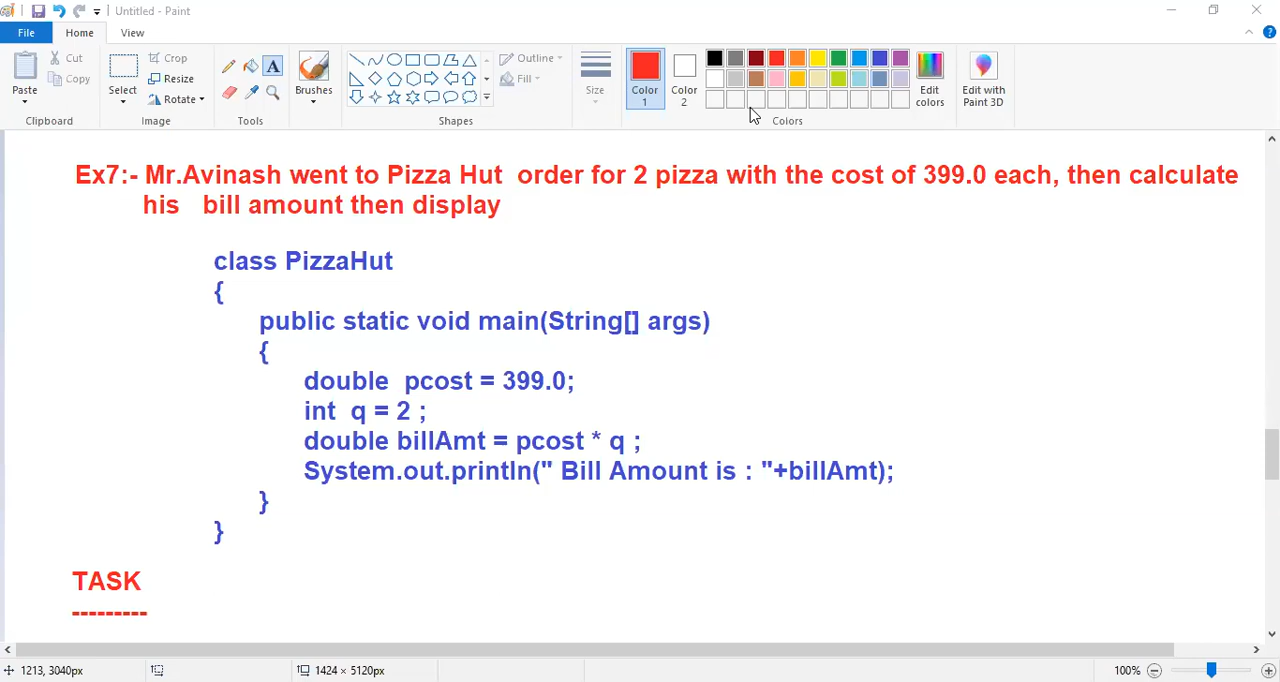 Untitled - Paint
File Home View
Paste Cut Copy Clipboard
Select Crop Resize Rotate Image
A Tools
Brushes
Outline Fill Shapes
Size
Color 1 Color 2 Edit colors Colors
Edit with Paint 3D
Ex7:- Mr.Avinash went to Pizza Hut order for 2 pizza with the cost of 399.0 each, then calculate
his bill amount then display
class PizzaHut
{
public static void main(String[] args)
{
double pcost = 399.0;
int q = 2 ;
double billAmt = pcost * q ;
System.out.println(" Bill Amount is : "+billAmt);
}
}
TASK
---------
1213, 3040px 1424 × 5120px 100%